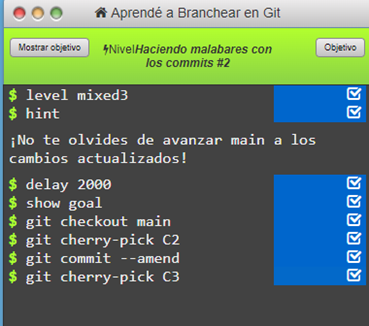 Aprendé a Branchear en Git
Mostrar objetivo
Nivel Haciendo malabares con
los commits #2
Objetivo
$ level mixed3
$ hint
¡No te olvides de avanzar main a los
cambios actualizados!
$ delay 2000
$ show goal
$ git checkout main
$ git cherry-pick C2
$ git commit --amend
$ git cherry-pick C3